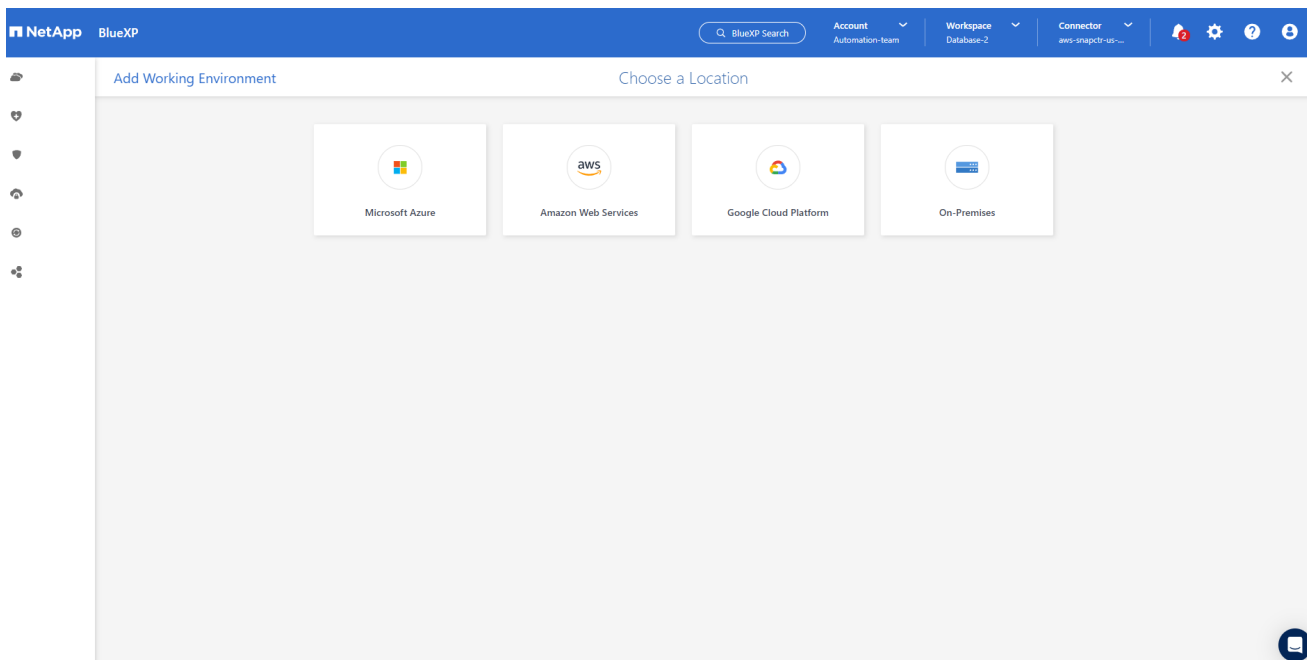 NetApp BlueXP
BlueXP Search
Account
Automation-team
Workspace
Database-2
Connector
aws-snapctr-us-...
2
Add Working Environment
Choose a Location
aws
Microsoft Azure
Amazon Web Services
Google Cloud Platform
On-Premises